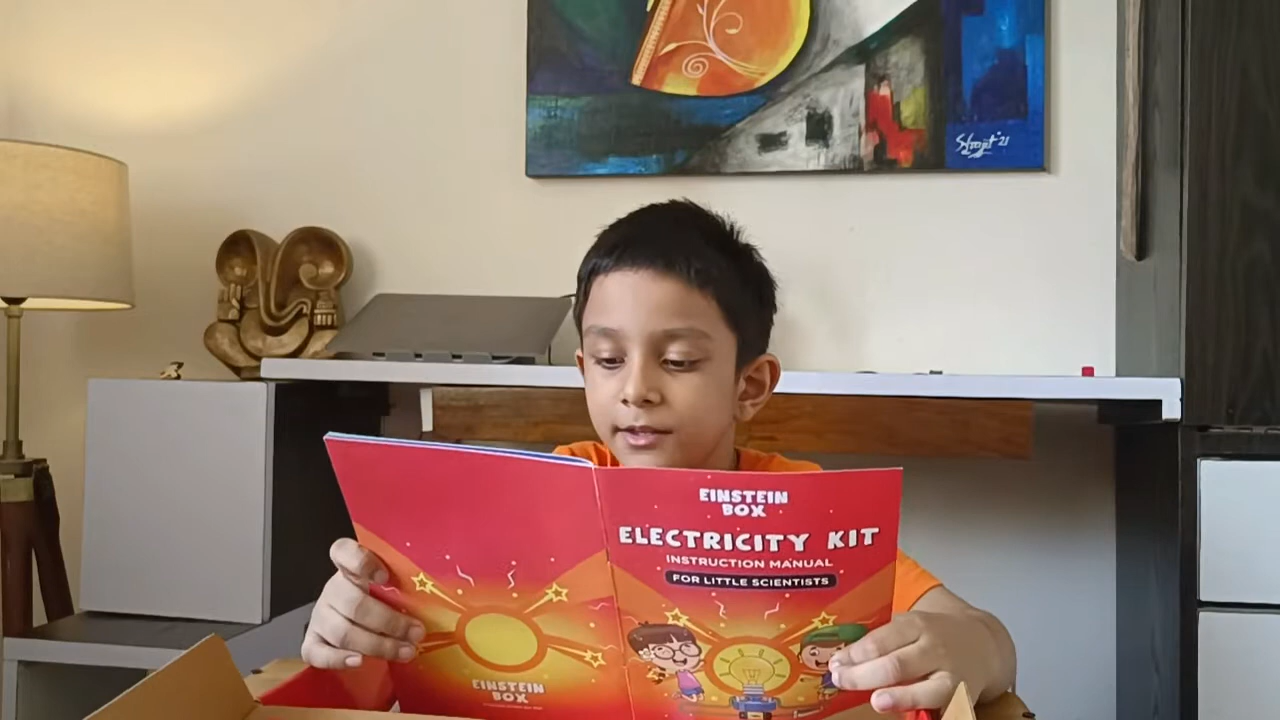 EINSTEIN
BOX
ELECTRICITY KIT
INSTRUCTION MANUAL
FOR LITTLE SCIENTISTS
EINSTEIN
BOX